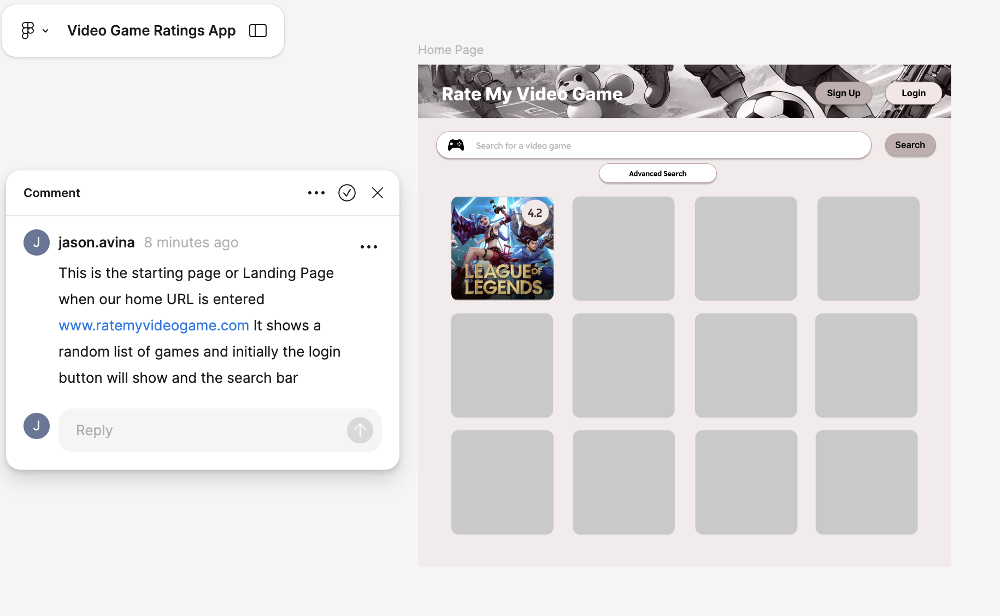 Video Game Ratings App
Home Page
Rate My Video Game
Sign Up
Login
Search for a video game
Search
Advanced Search
4.2
LEAGUE OF
LEGENDS
Comment
J
jason.avina 8 minutes ago
This is the starting page or Landing Page
when our home URL is entered
www.ratemyvideogame.com It shows a
random list of games and initially the login
button will show and the search bar
J
Reply